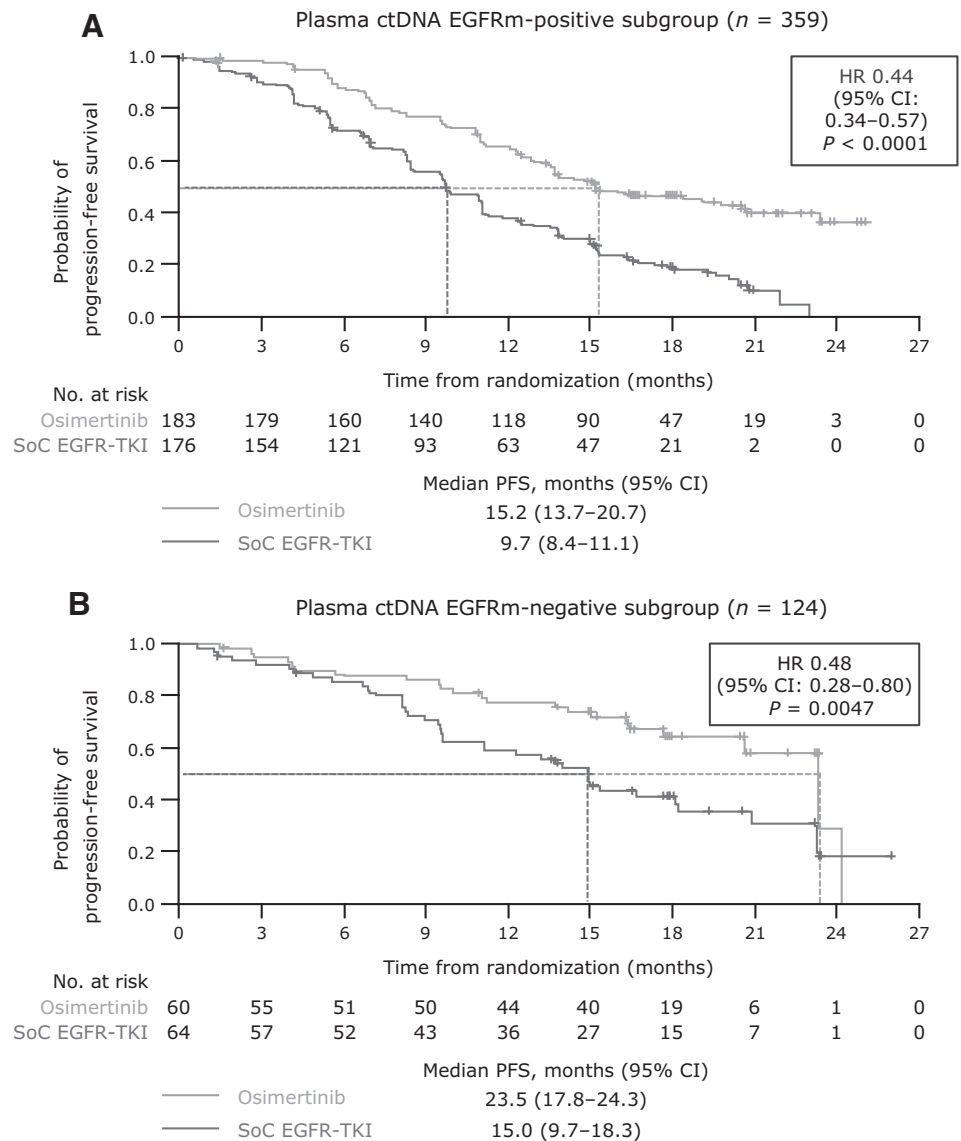 A
Plasma ctDNA EGFRm-positive subgroup (n = 359)
Probability of
progression-free survival
1.0
0.8
0.6
0.4
0.2
0.0
HR 0.44
(95% CI:
0.34–0.57)
P < 0.0001
0 3 6 9 12 15 18 21 24 27
Time from randomization (months)
No. at risk
Osimertinib 183 179 160 140 118 90 47 19 3 0
SoC EGFR-TKI 176 154 121 93 63 47 21 2 0 0
Median PFS, months (95% CI)
Osimertinib 15.2 (13.7–20.7)
SoC EGFR-TKI 9.7 (8.4–11.1)
B
Plasma ctDNA EGFRm-negative subgroup (n = 124)
Probability of
progression-free survival
1.0
0.8
0.6
0.4
0.2
0.0
HR 0.48
(95% CI: 0.28–0.80)
P = 0.0047
0 3 6 9 12 15 18 21 24 27
Time from randomization (months)
No. at risk
Osimertinib 60 55 51 50 44 40 19 6 1 0
SoC EGFR-TKI 64 57 52 43 36 27 15 7 1 0
Median PFS, months (95% CI)
Osimertinib 23.5 (17.8–24.3)
SoC EGFR-TKI 15.0 (9.7–18.3)